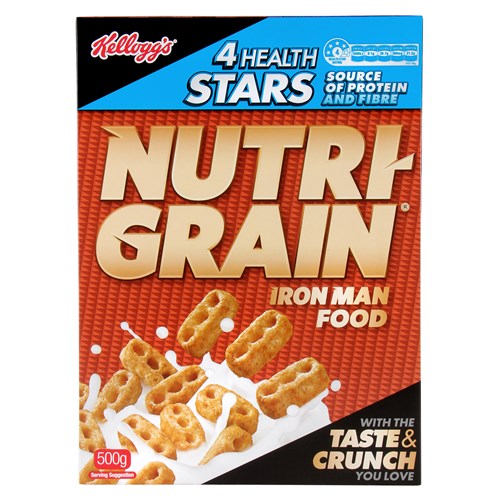 Kellogg's
4 HEALTH
STARS
SOURCE
OF PROTEIN
AND FIBRE
NUTRI-
GRAIN®
IRON MAN
FOOD
WITH THE
TASTE &
CRUNCH
YOU LOVE
500g
Serving Suggestion